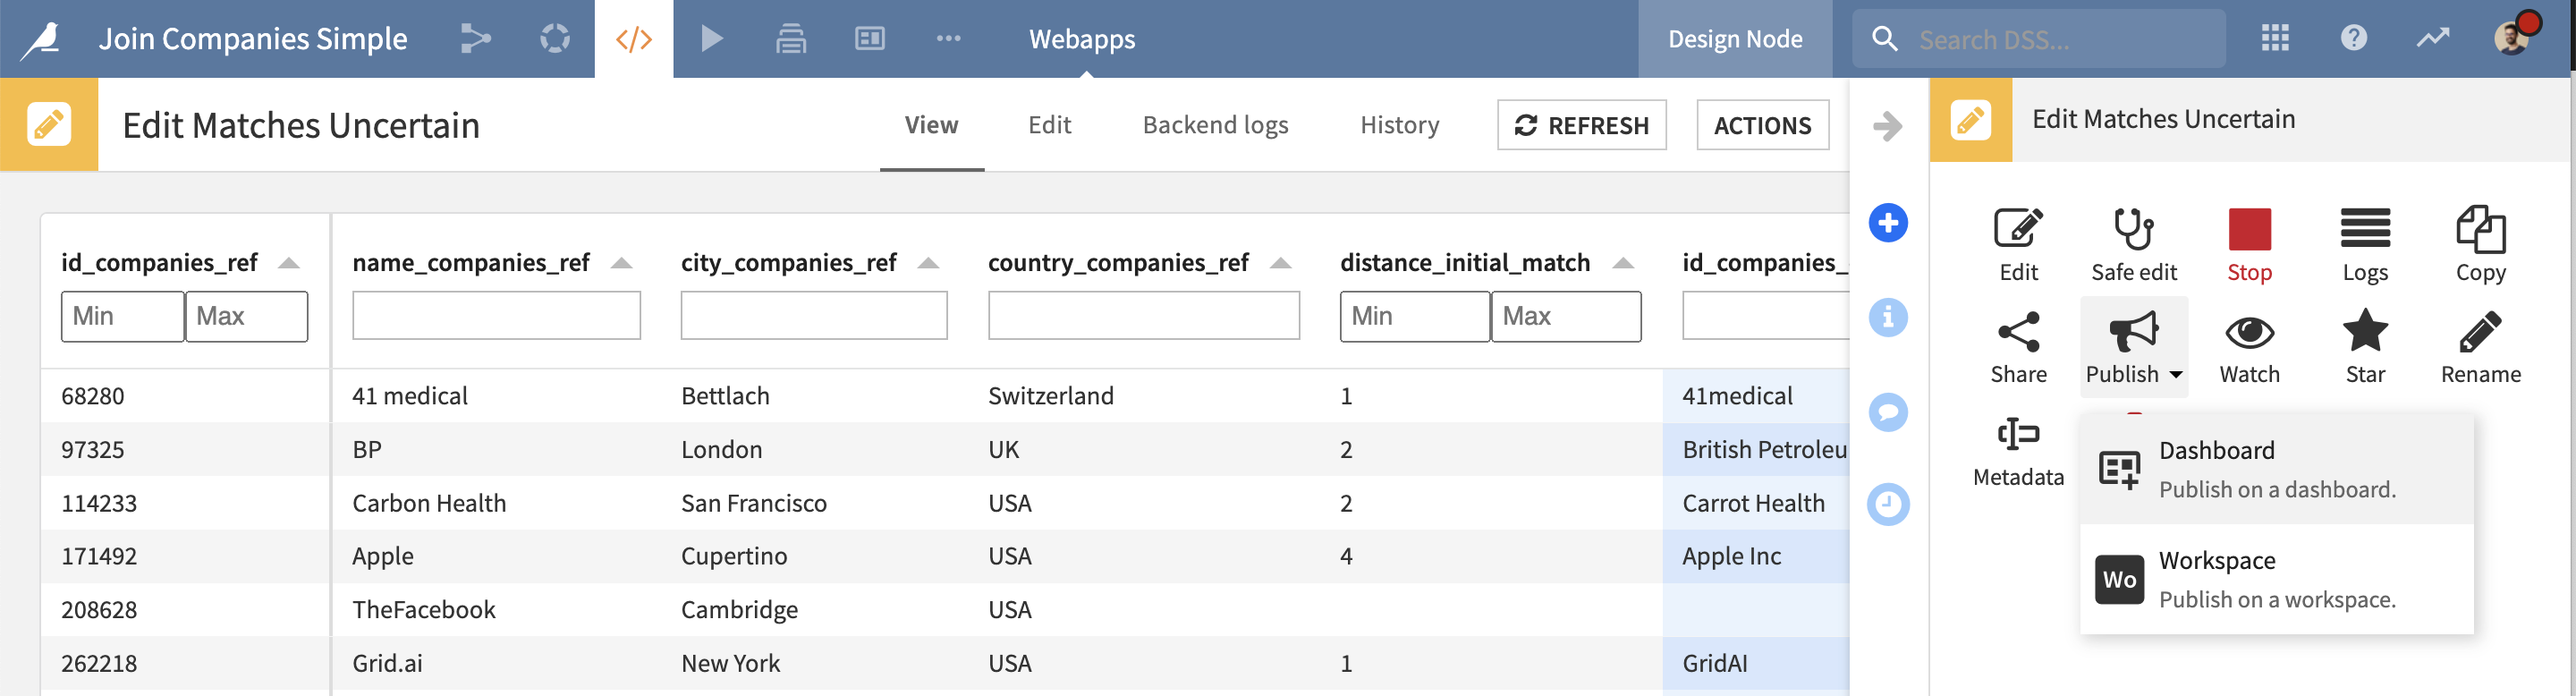 Join Companies Simple
</>
Webapps
Design Node
Search DSS...
Edit Matches Uncertain
View
Edit
Backend logs
History
REFRESH
ACTIONS
id_companies_ref
name_companies_ref
city_companies_ref
country_companies_ref
distance_initial_match
id_companies_
Min
Max
Min
Max
68280 41 medical Bettlach Switzerland 1 41medical
97325 BP London UK 2 British Petroleu
114233 Carbon Health San Francisco USA 2 Carrot Health
171492 Apple Cupertino USA 4 Apple Inc
208628 TheFacebook Cambridge USA
262218 Grid.ai New York USA 1 GridAI
Edit Matches Uncertain
Edit
Safe edit
Stop
Logs
Copy
Share
Publish
Watch
Star
Rename
Metadata
Dashboard
Publish on a dashboard.
Wo
Workspace
Publish on a workspace.